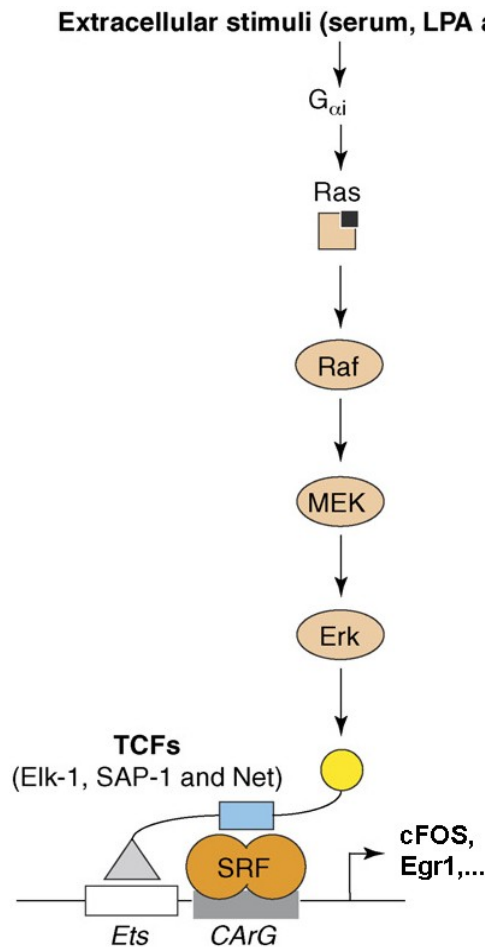 Extracellular stimuli (serum, LPA a
Gαi
Ras
Raf
MEK
Erk
TCFs
(Elk-1, SAP-1 and Net)
cFOS,
Egr1,...
SRF
Ets CArG